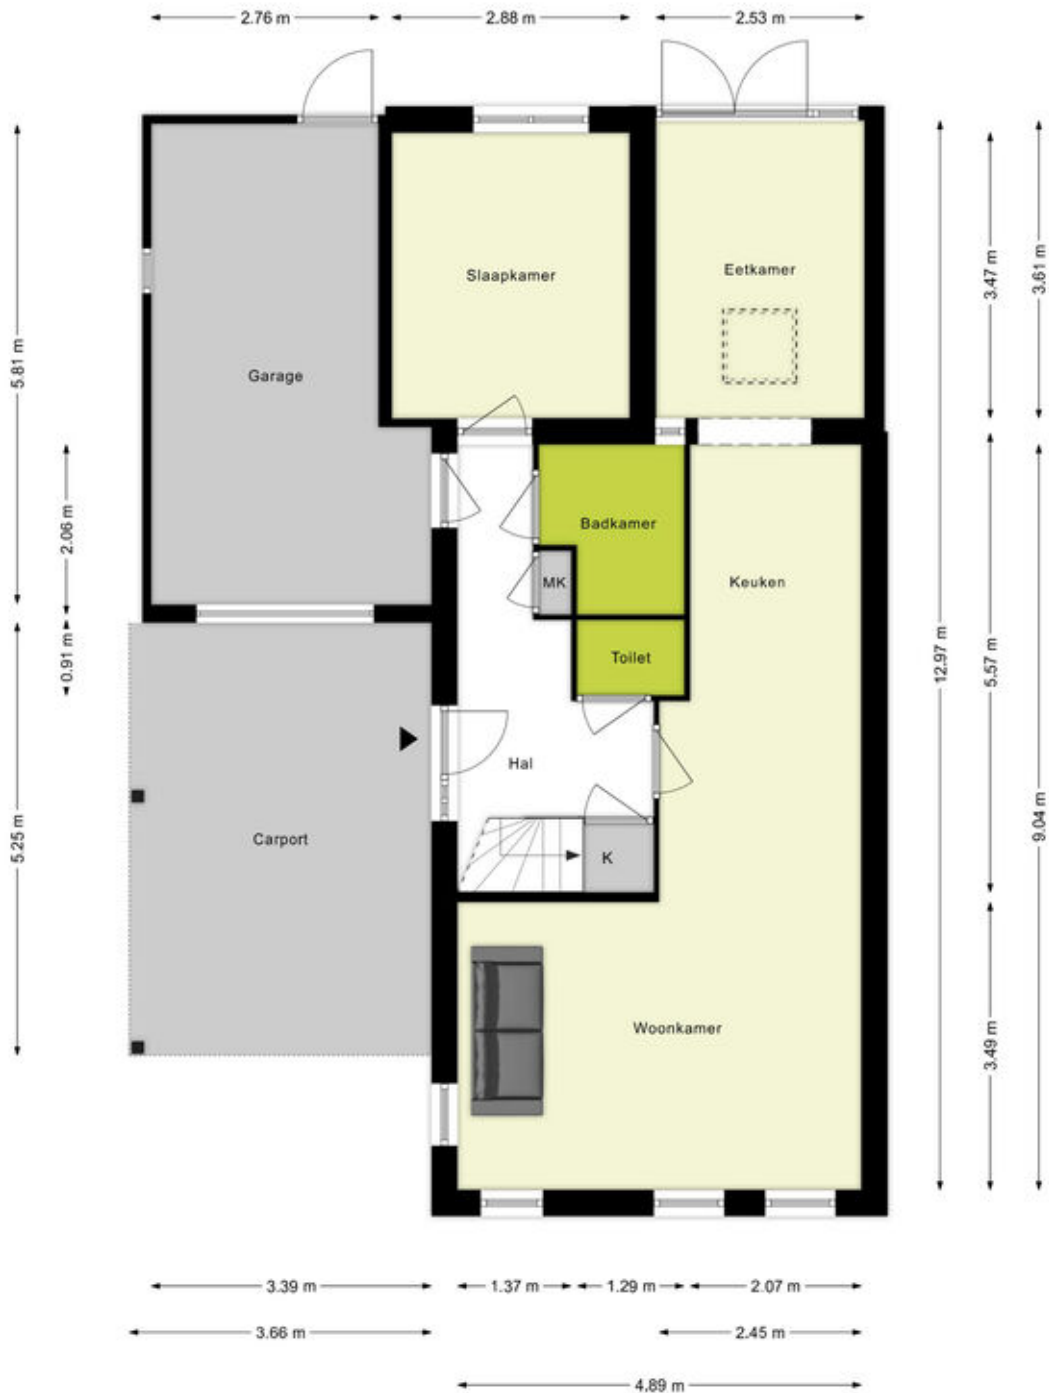 2.76 m
2.88 m
2.53 m
Slaapkamer
Eetkamer
3.47 m
3.61 m
5.81 m
Garage
2.06 m
Badkamer
MK
Keuken
0.91 m
Toilet
12.97 m
5.57 m
Hal
5.25 m
Carport
K
9.04 m
Woonkamer
3.49 m
3.39 m
1.37 m
1.29 m
2.07 m
3.66 m
2.45 m
4.89 m